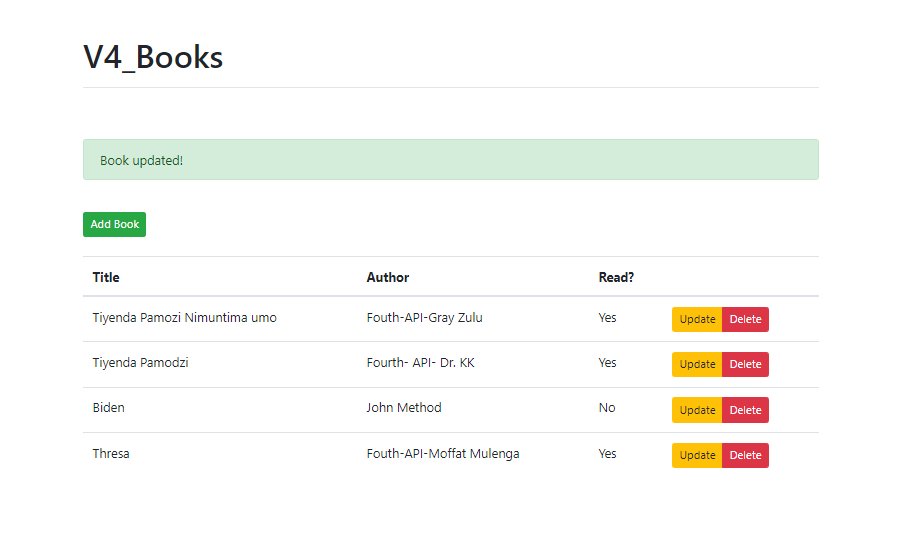 V4_Books
Book updated!
Add Book
Title Author Read?
Tiyenda Pamozi Nimuntima umo Fouth-API-Gray Zulu Yes Update Delete
Tiyenda Pamodzi Fourth- API- Dr. KK Yes Update Delete
Biden John Method No Update Delete
Thresa Fouth-API-Moffat Mulenga Yes Update Delete